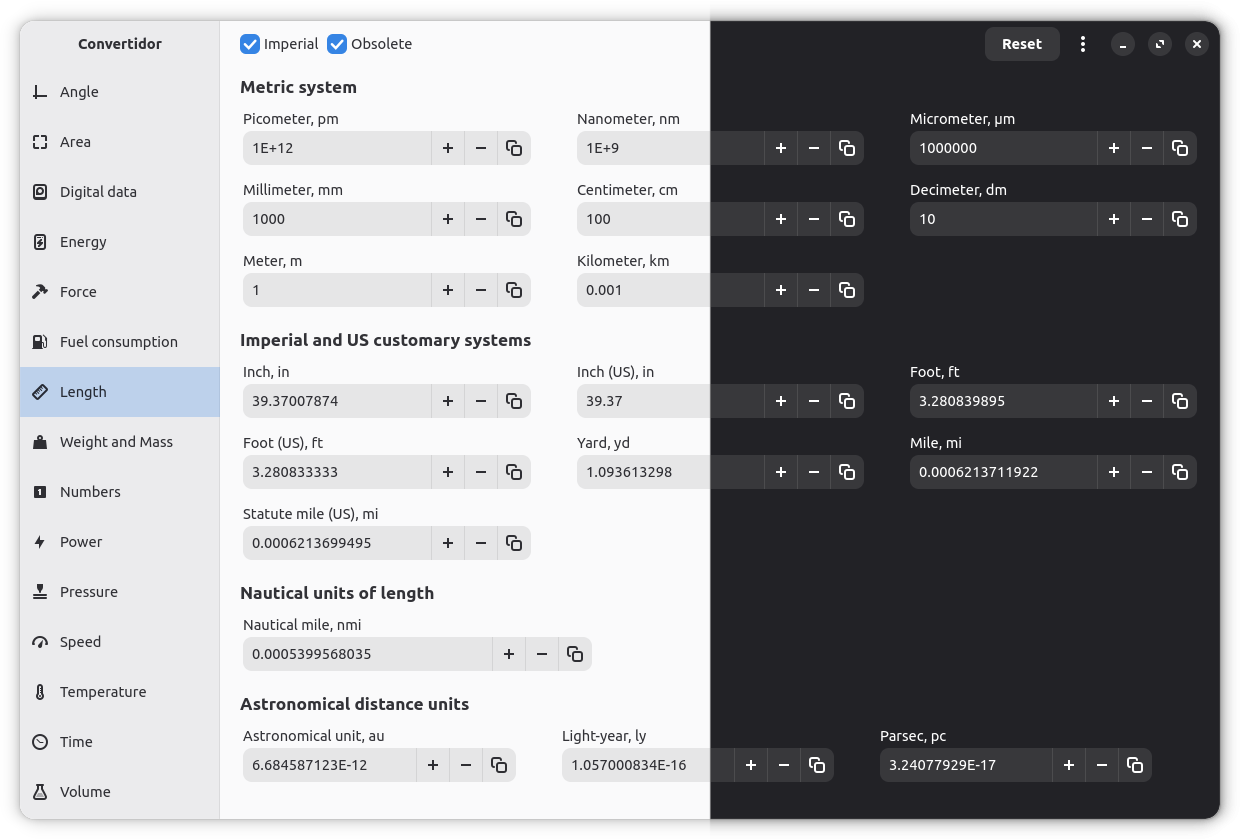 Convertidor
Imperial Obsolete
Reset
Angle
Area
Digital data
Energy
Force
Fuel consumption
Length
Weight and Mass
Numbers
Power
Pressure
Speed
Temperature
Time
Volume
Metric system
Picometer, pm Nanometer, nm Micrometer, µm
1E+12 1E+9 1000000
Millimeter, mm Centimeter, cm Decimeter, dm
1000 100 10
Meter, m Kilometer, km
1 0.001
Imperial and US customary systems
Inch, in Inch (US), in Foot, ft
39.37007874 39.37 3.280839895
Foot (US), ft Yard, yd Mile, mi
3.280833333 1.093613298 0.0006213711922
Statute mile (US), mi
0.0006213699495
Nautical units of length
Nautical mile, nmi
0.0005399568035
Astronomical distance units
Astronomical unit, au Light-year, ly Parsec, pc
6.684587123E-12 1.057000834E-16 3.24077929E-17